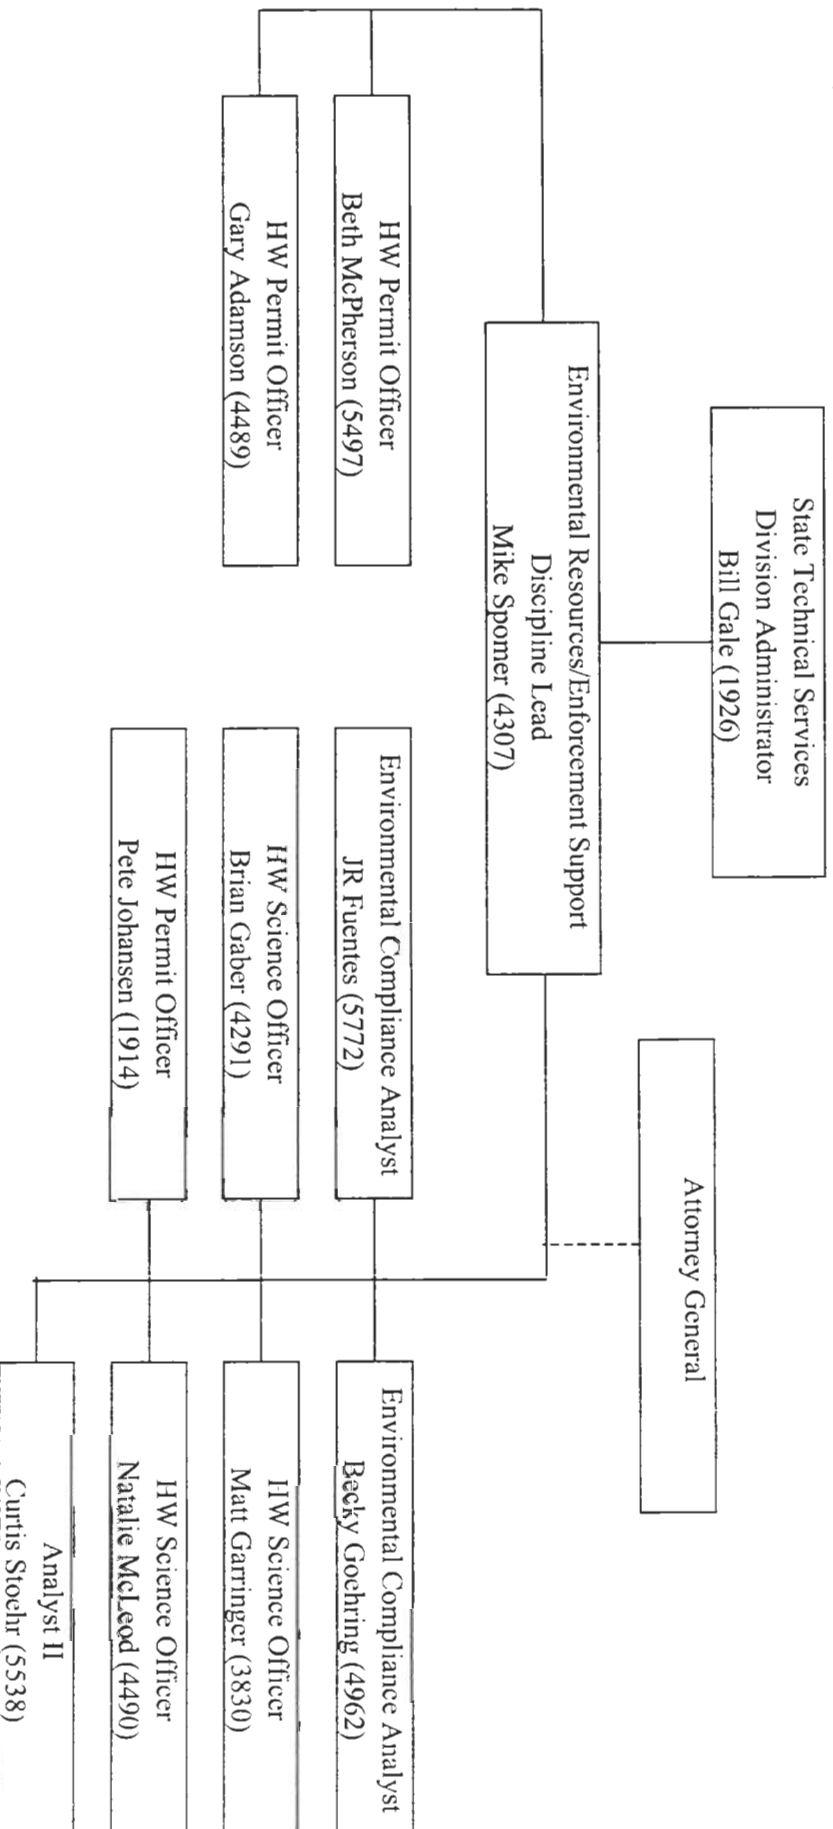 State Technical Services
Division Administrator
Bill Gale (1926)
Attorney General
Environmental Resources/Enforcement Support
Discipline Lead
Mike Spomer (4307)
HW Permit Officer
Beth McPherson (5497)
HW Permit Officer
Gary Adamson (4489)
Environmental Compliance Analyst
JR Fuentes (5772)
HW Science Officer
Brian Gaber (4291)
HW Permit Officer
Pete Johansen (1914)
Environmental Compliance Analyst
Becky Goehring (4962)
HW Science Officer
Matt Garringer (3830)
HW Science Officer
Natalie McLeod (4490)
Analyst II
Curtis Stoehr (5538)